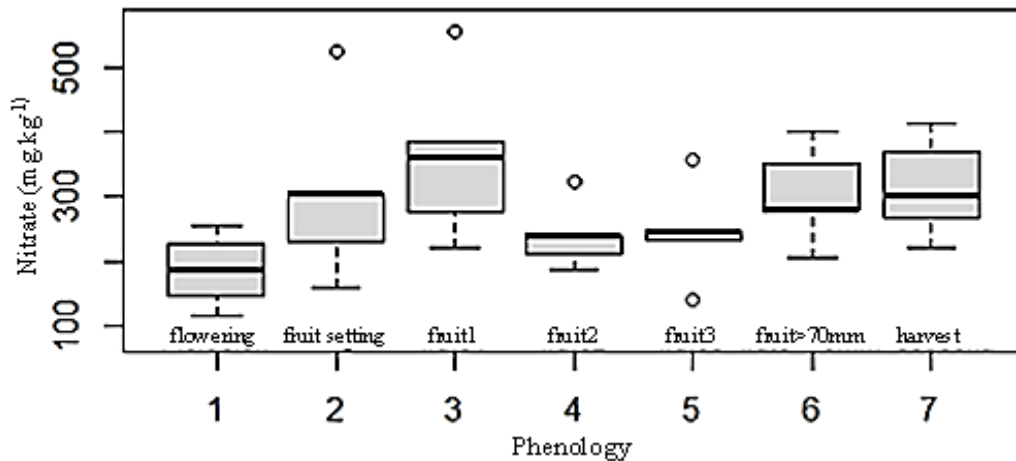 Nitrate (mg.kg-1)
500
300
100
flowering fruit setting fruit1 fruit2 fruit3 fruit>70mm harvest
1 2 3 4 5 6 7
Phenology